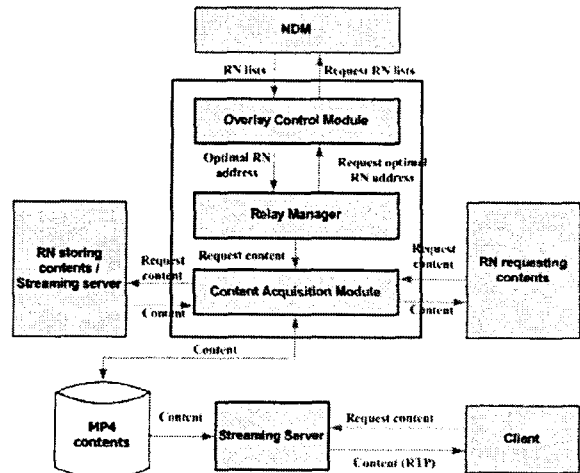 NDM
RN lists
Request RN lists
Overlay Control Module
Optimal RN
address
Request optimal
RN address
Relay Manager
RN storing
contents /
Streaming server
Request
content
Request content
Request
content
RN requesting
contents
Content Acquisition Module
Content
Content
Content
MP4
contents
Content
Streaming Server
Request content
Content (RTP)
Client